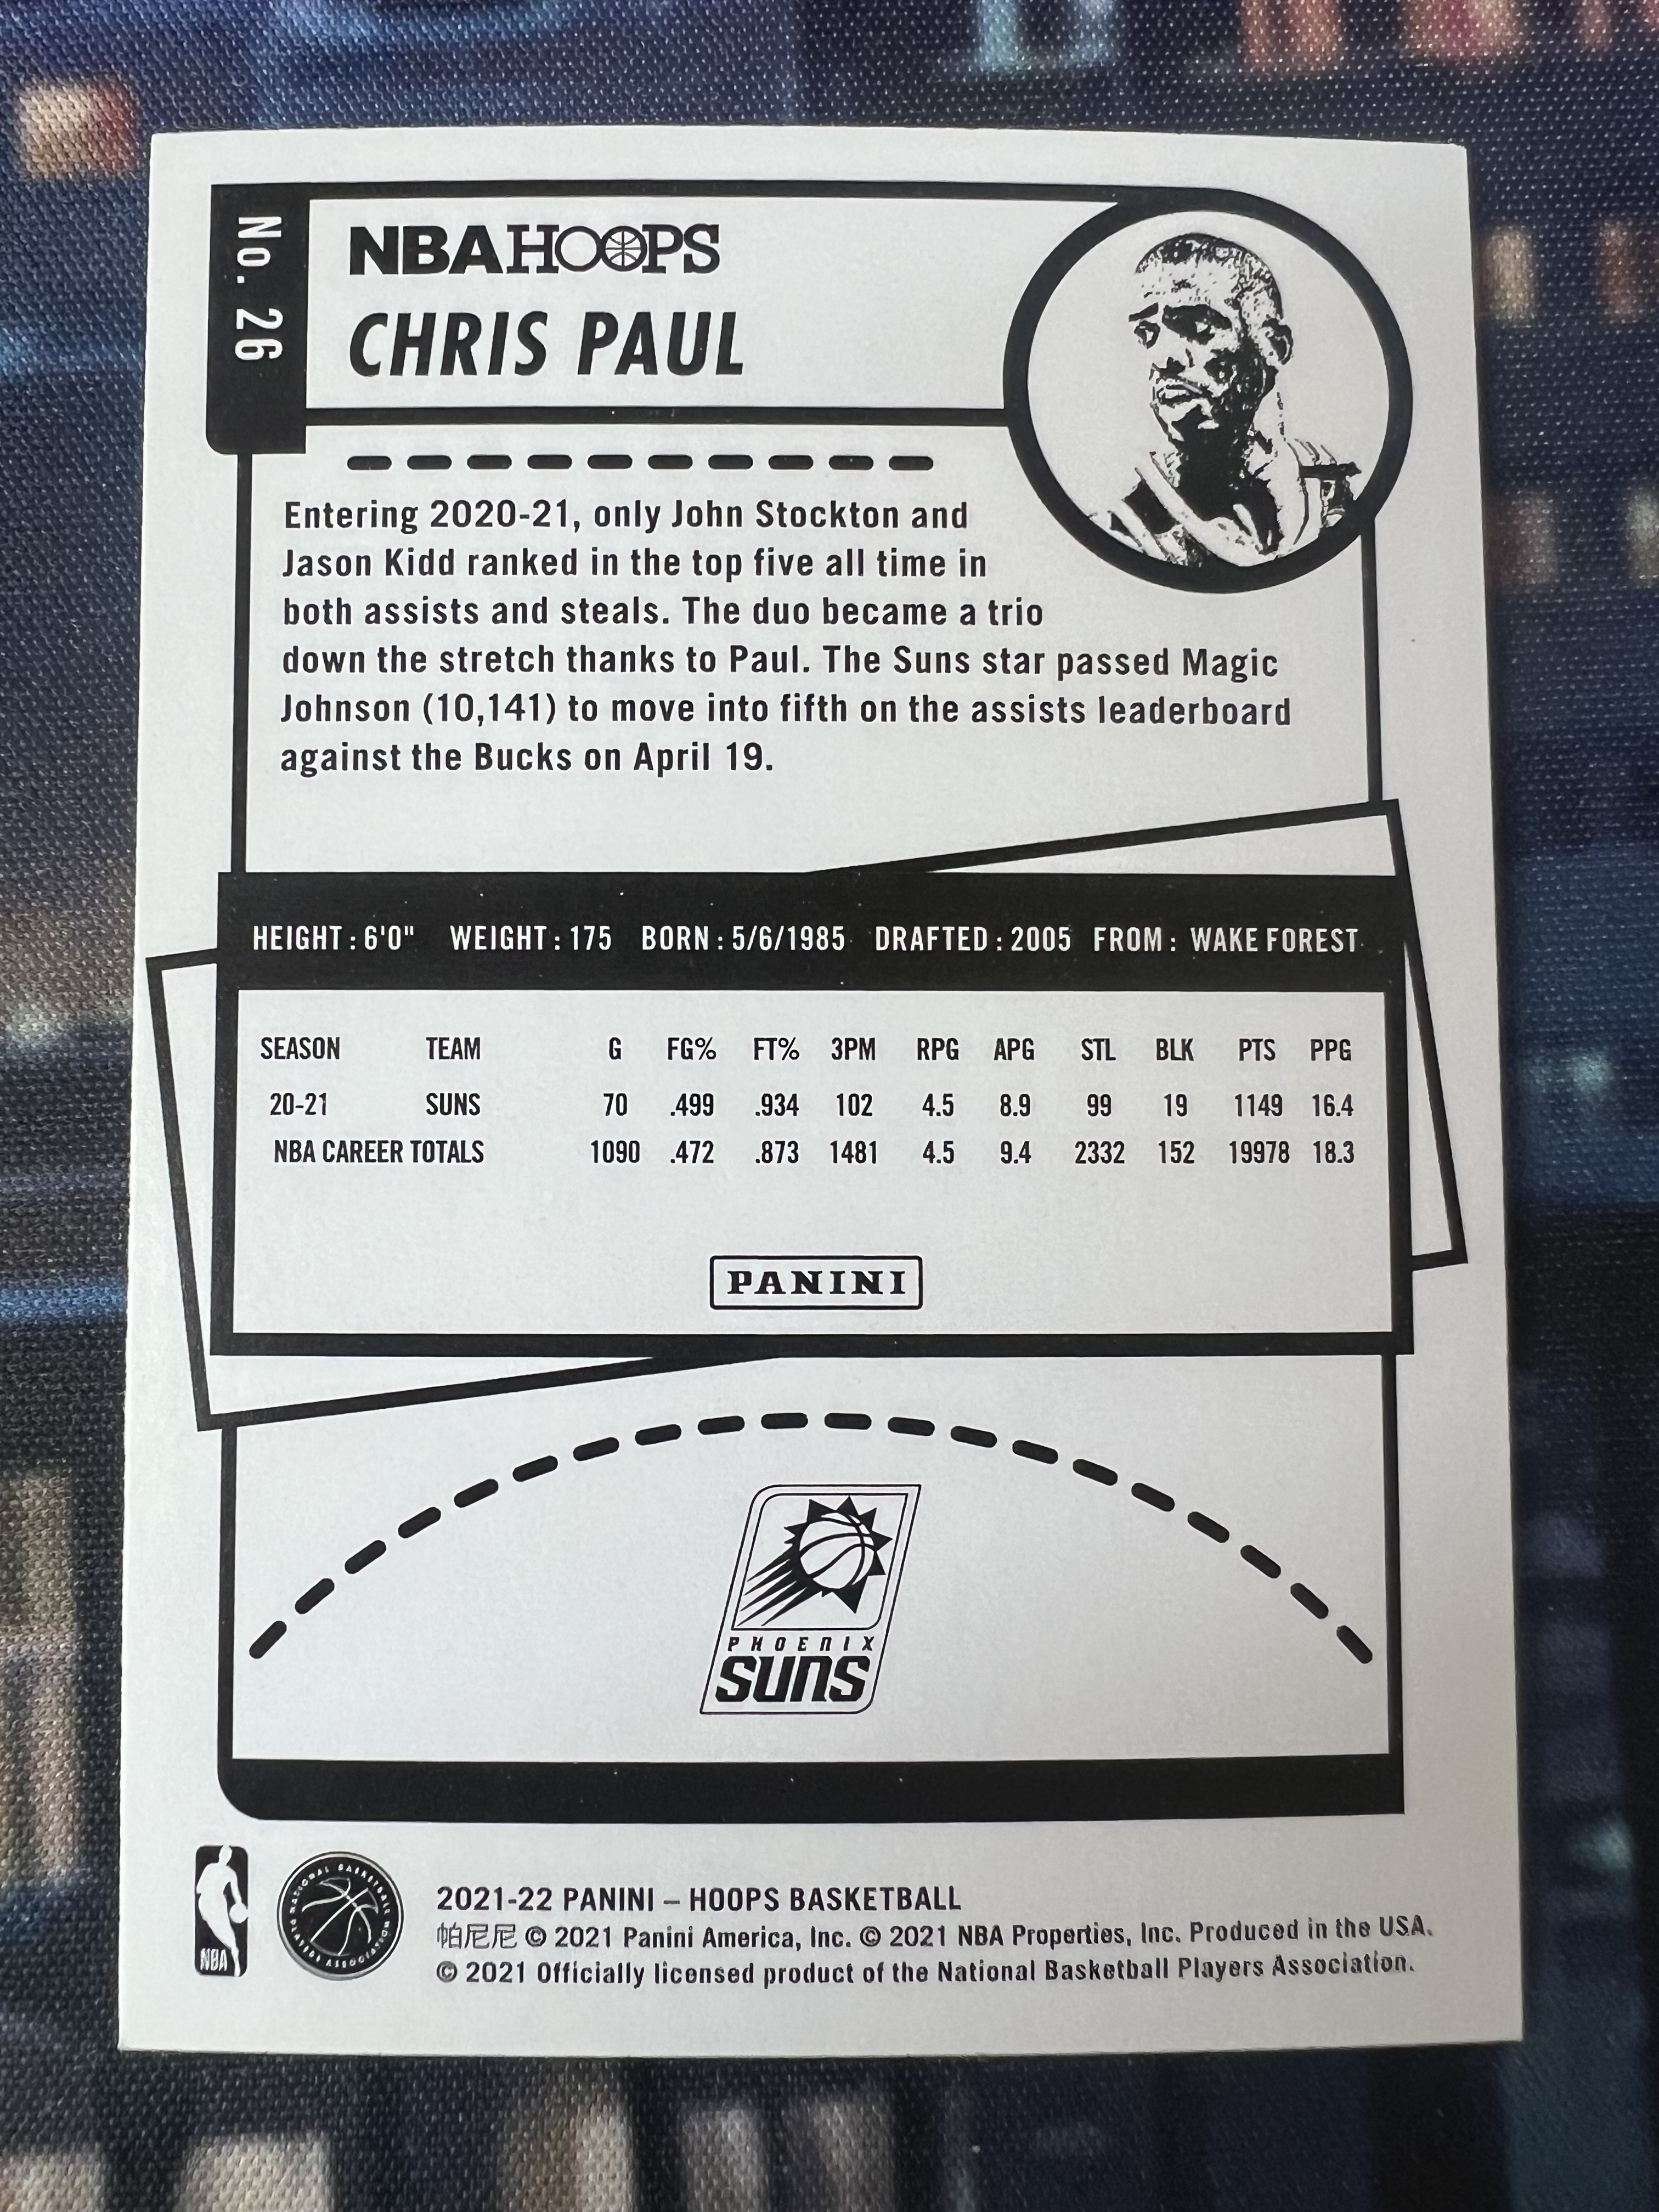 No. 26
NBA HOOPS
CHRIS PAUL
Entering 2020-21, only John Stockton and
Jason Kidd ranked in the top five all time in
both assists and steals. The duo became a trio
down the stretch thanks to Paul. The Suns star passed Magic
Johnson (10,141) to move into fifth on the assists leaderboard
against the Bucks on April 19.
HEIGHT : 6'0" WEIGHT : 175 BORN : 5/6/1985 DRAFTED : 2005 FROM : WAKE FOREST
SEASON TEAM G FG% FT% 3PM RPG APG STL BLK PTS PPG
20-21 SUNS 70 .499 .934 102 4.5 8.9 99 19 1149 16.4
NBA CAREER TOTALS 1090 .472 .873 1481 4.5 9.4 2332 152 19978 18.3
PANINI
PHOENIX
SUNS
NBA
NATIONAL BASKETBALL PLAYERS ASSOCIATION
2021-22 PANINI – HOOPS BASKETBALL
帕尼尼 © 2021 Panini America, Inc. © 2021 NBA Properties, Inc. Produced in the USA.
© 2021 Officially licensed product of the National Basketball Players Association.